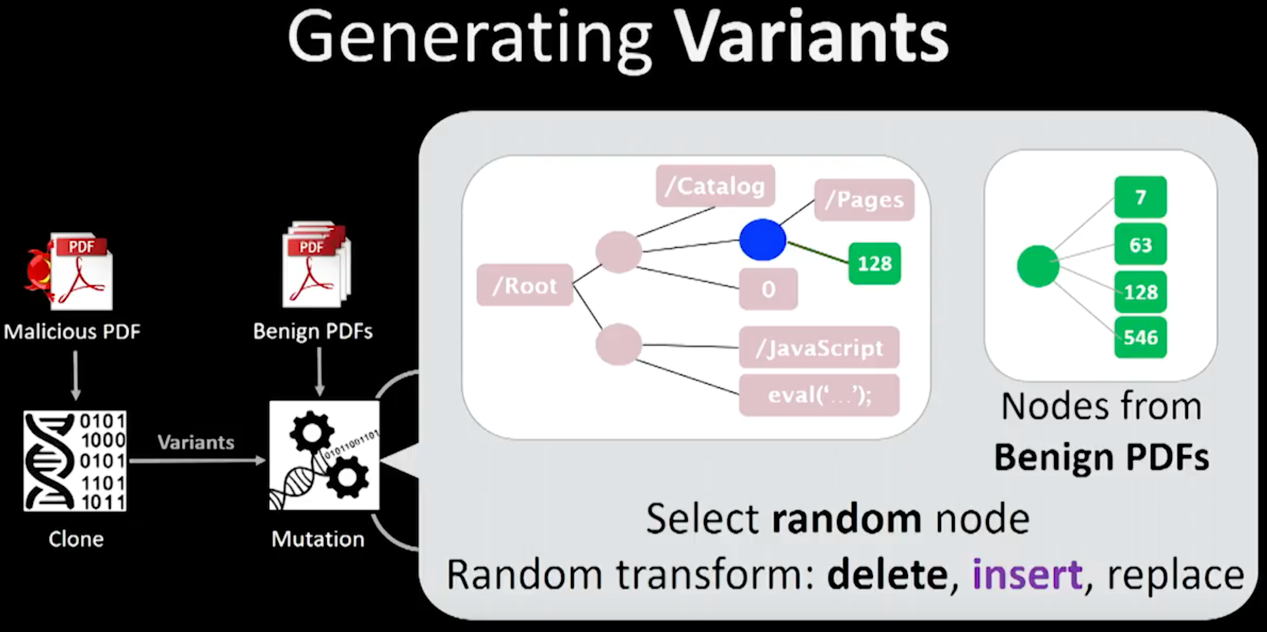 Generating Variants
PDF
Malicious PDF
PDF
Benign PDFs
0101
1000
0101
1101
1011
Clone
Variants
01011001101
Mutation
/Catalog
/Pages
128
/Root
0
/JavaScript
eval(‘...’);
7
63
128
546
Nodes from
Benign PDFs
Select random node
Random transform: delete, insert, replace